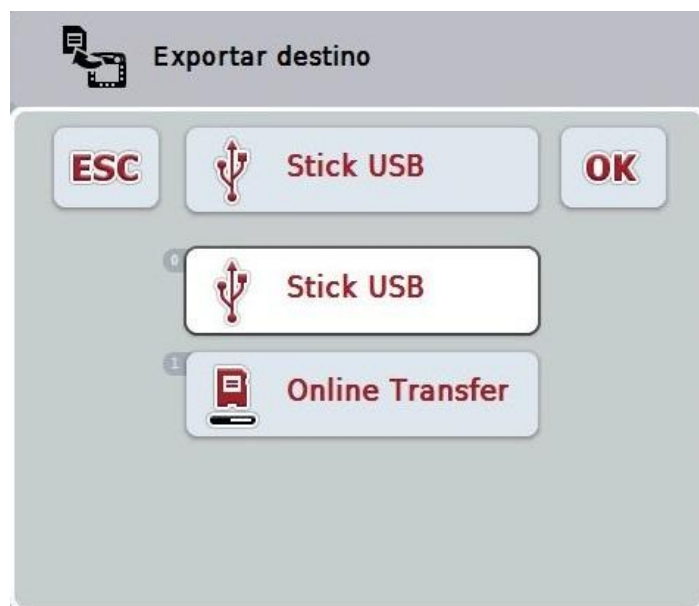 Exportar destino
ESC
Stick USB
OK
0
Stick USB
1
Online Transfer